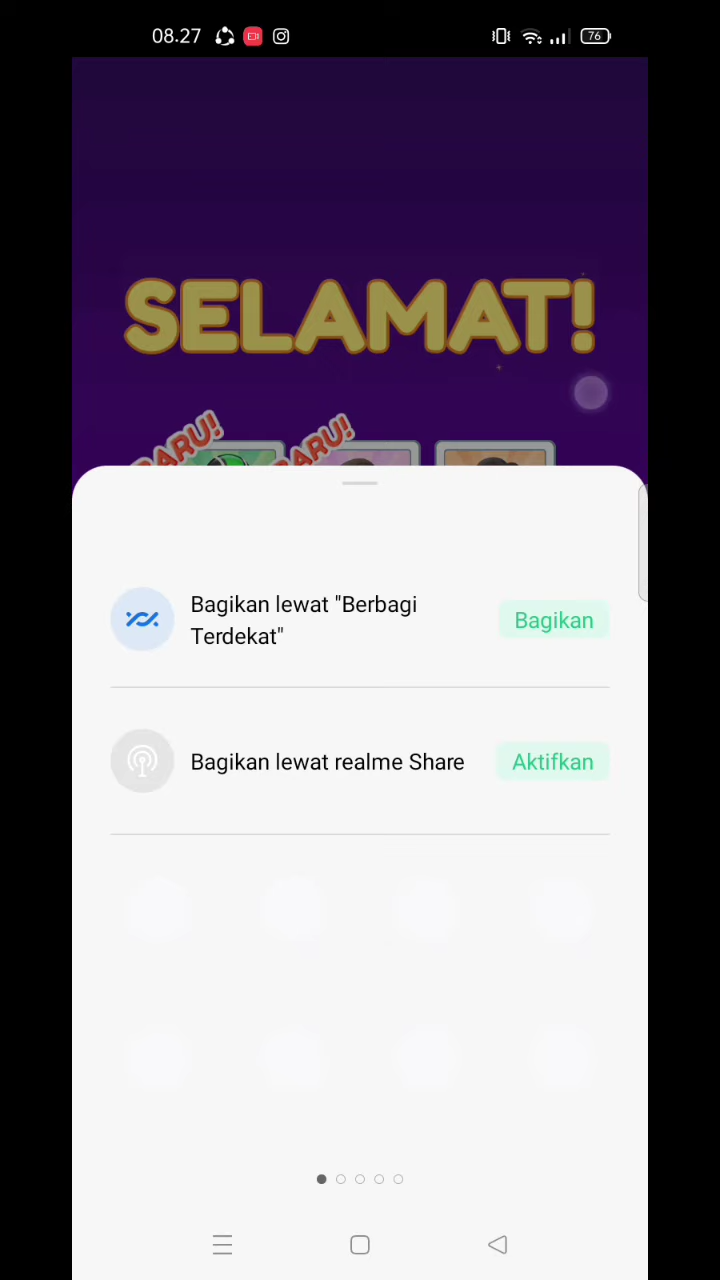 08.27
76
SELAMAT!
BARU! BARU!
Bagikan lewat "Berbagi
Terdekat"
Bagikan
Bagikan lewat realme Share
Aktifkan